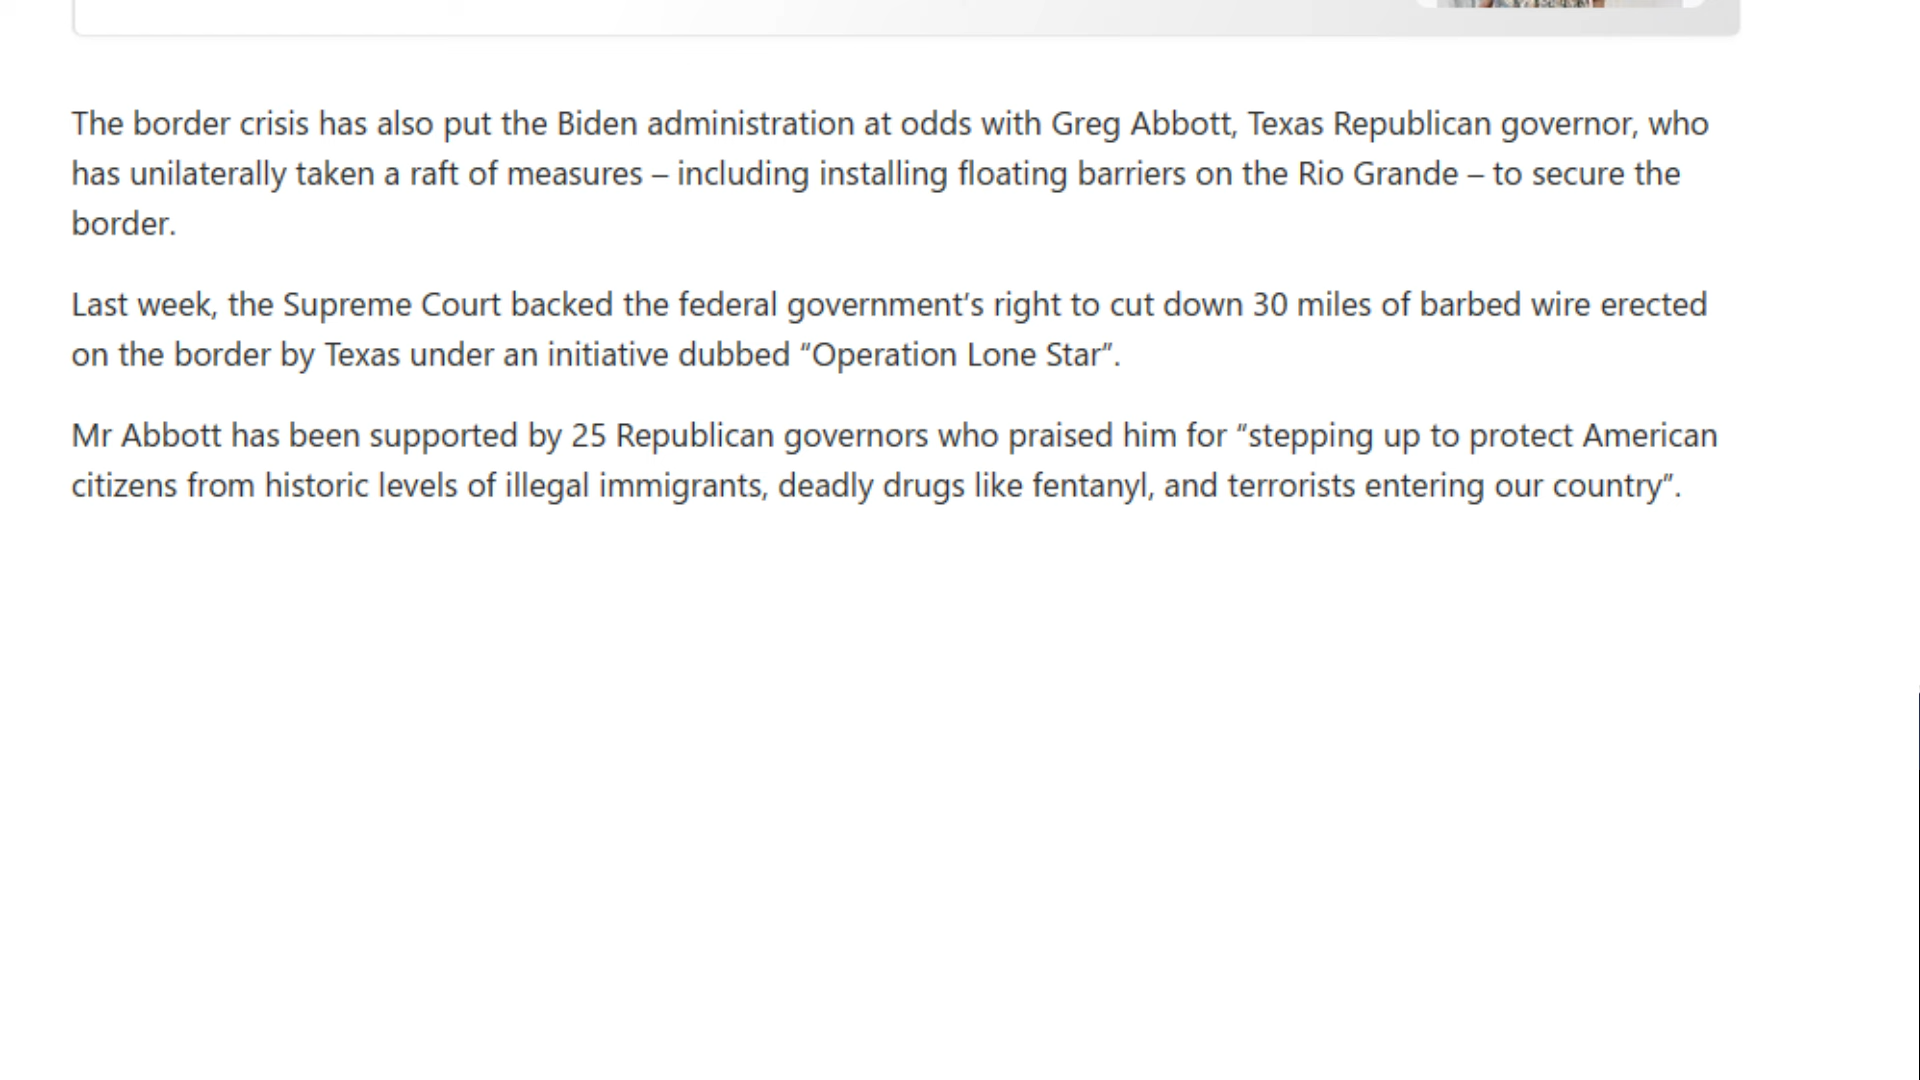 The border crisis has also put the Biden administration at odds with Greg Abbott, Texas Republican governor, who
has unilaterally taken a raft of measures – including installing floating barriers on the Rio Grande – to secure the
border.
Last week, the Supreme Court backed the federal government’s right to cut down 30 miles of barbed wire erected
on the border by Texas under an initiative dubbed “Operation Lone Star”.
Mr Abbott has been supported by 25 Republican governors who praised him for “stepping up to protect American
citizens from historic levels of illegal immigrants, deadly drugs like fentanyl, and terrorists entering our country”.